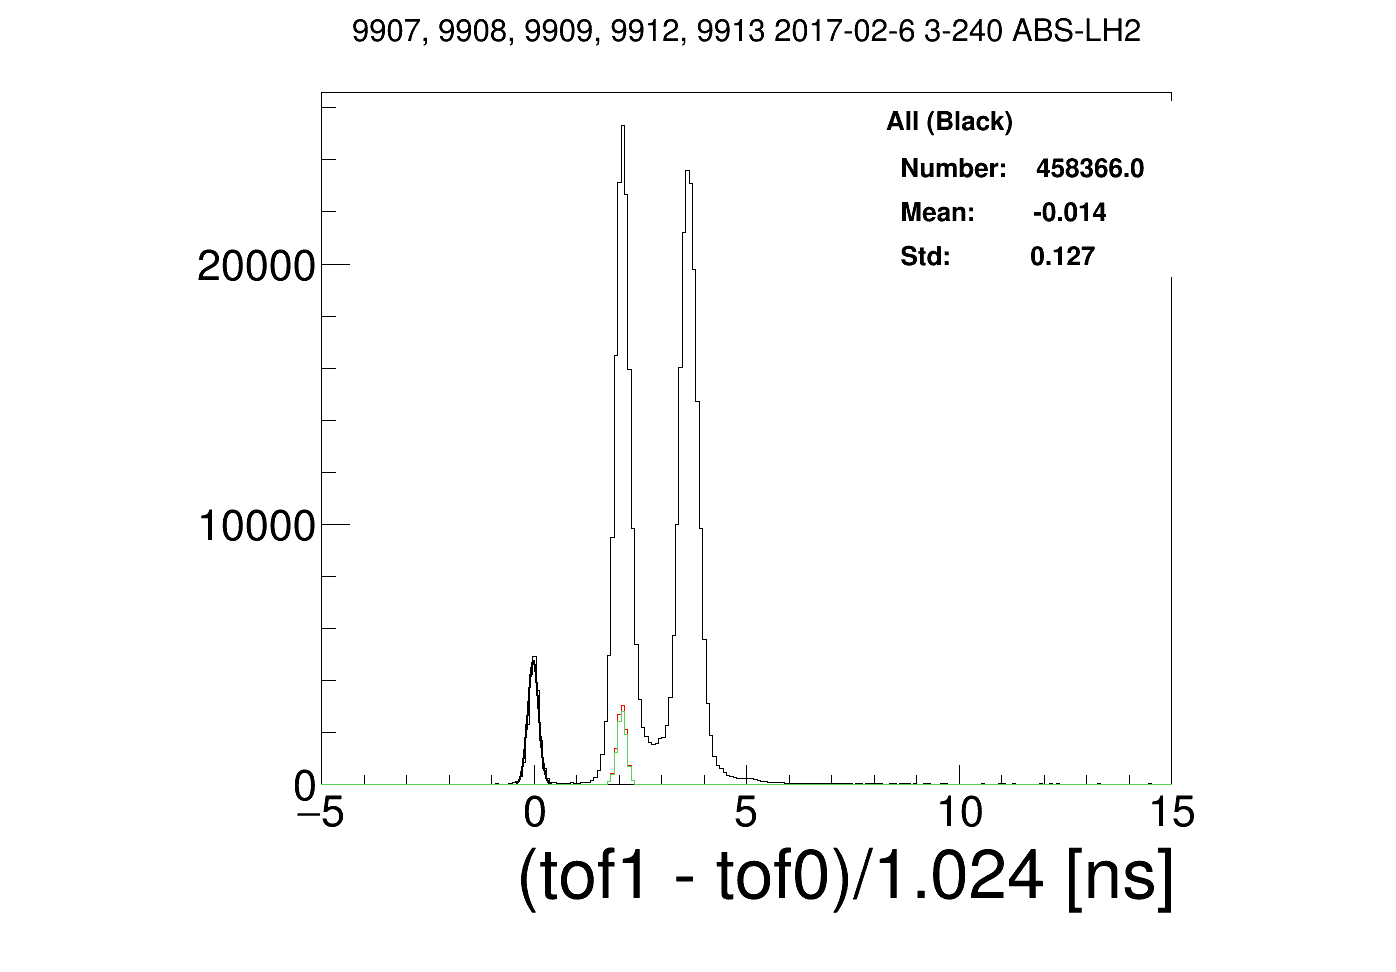 9907, 9908, 9909, 9912, 9913 2017-02-6 3-240 ABS-LH2
All (Black)
Number: 458366.0
Mean: -0.014
Std: 0.127
20000
10000
0
−5 0 5 10 15
(tof1 - tof0)/1.024 [ns]